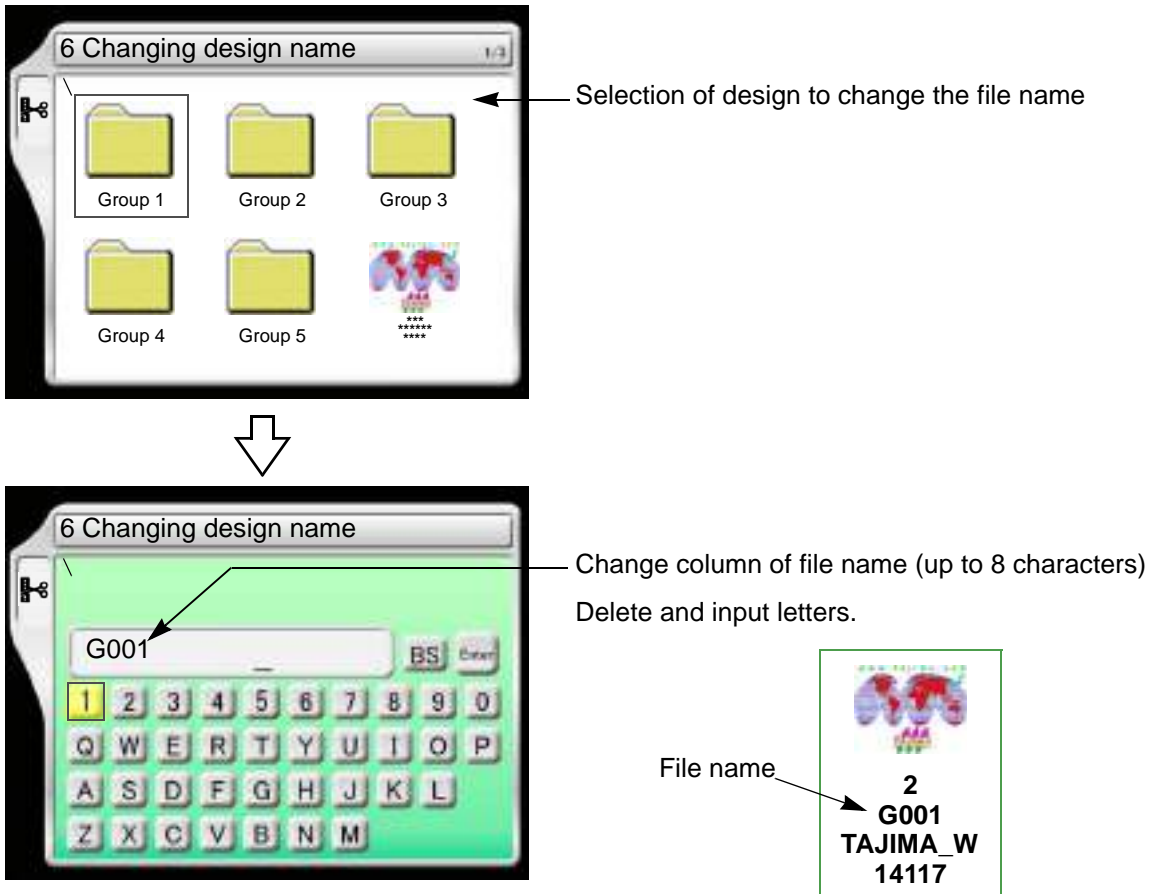 6 Changing design name
1/3
Selection of design to change the file name
Group 1 Group 2 Group 3
***
******
****
Group 4 Group 5
6 Changing design name
Change column of file name (up to 8 characters)
Delete and input letters.
G001 _ BS Enter
1 2 3 4 5 6 7 8 9 0
Q W E R T Y U I O P
A S D F G H J K L
Z X C V B N M
File name
2
G001
TAJIMA_W
14117